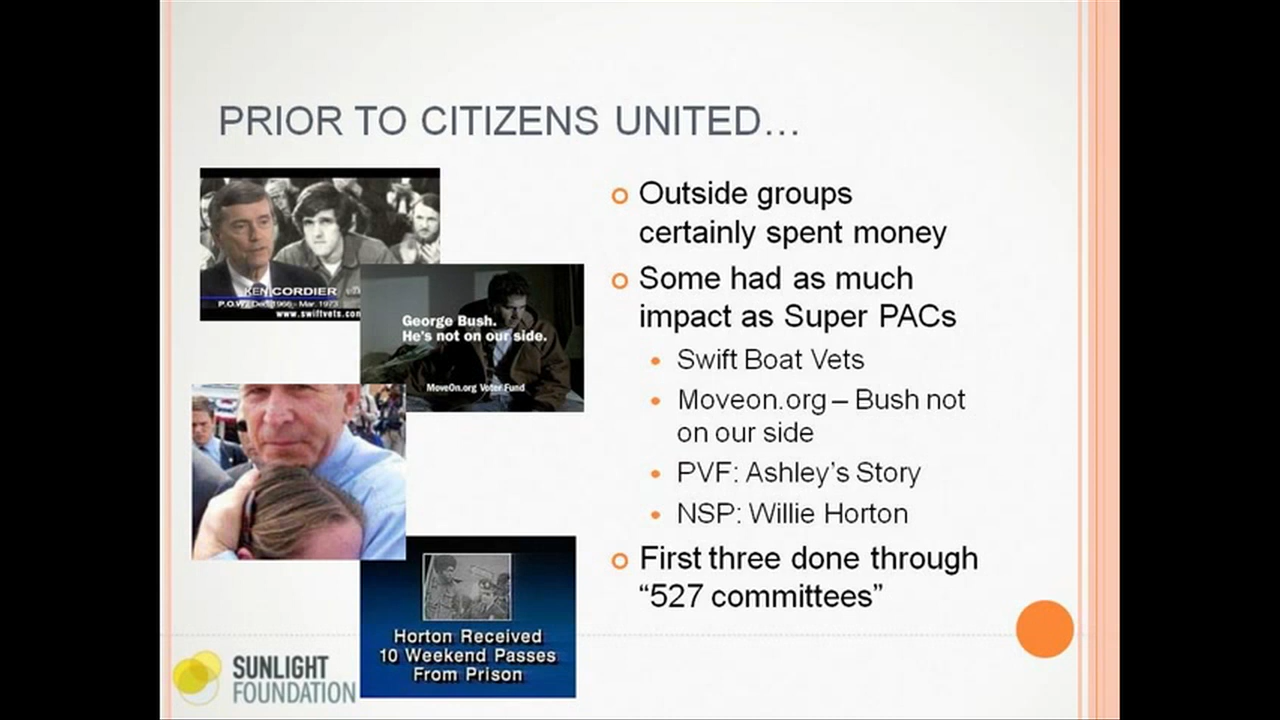 PRIOR TO CITIZENS UNITED…
KEN CORDIER
P.O.W. Dec. 1966 - Mar. 1973
www.swiftvets.com
George Bush.
He's not on our side.
MoveOn.org Voter Fund
Horton Received
10 Weekend Passes
From Prison
Outside groups
certainly spent money
Some had as much
impact as Super PACs
Swift Boat Vets
Moveon.org – Bush not
on our side
PVF: Ashley's Story
NSP: Willie Horton
First three done through
“527 committees”
SUNLIGHT
FOUNDATION